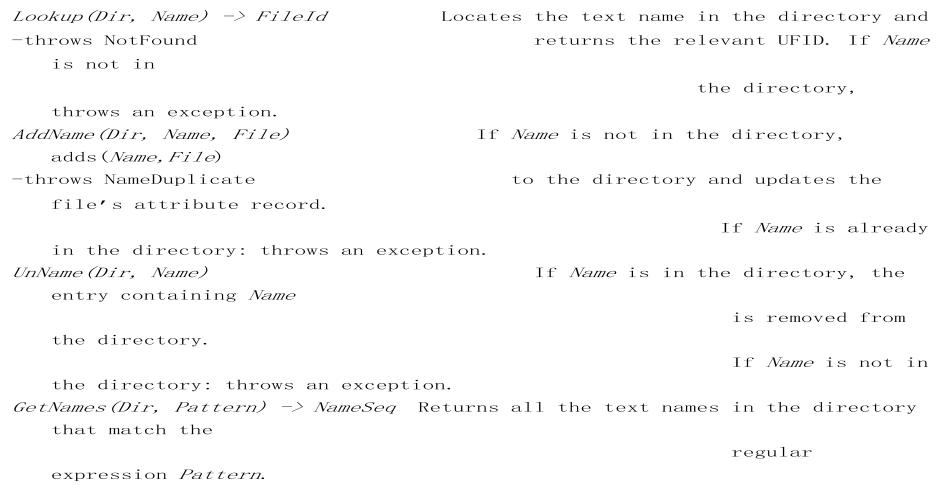 Lookup(Dir, Name) -> FileId Locates the text name in the directory and
-throws NotFound returns the relevant UFID. If Name
is not in
the directory,
throws an exception.
AddName(Dir, Name, File) If Name is not in the directory,
adds(Name,File)
-throws NameDuplicate to the directory and updates the
file's attribute record.
If Name is already
in the directory: throws an exception.
UnName(Dir, Name) If Name is in the directory, the
entry containing Name
is removed from
the directory.
If Name is not in
the directory: throws an exception.
GetNames(Dir, Pattern) -> NameSeq Returns all the text names in the directory
that match the
regular
expression Pattern.